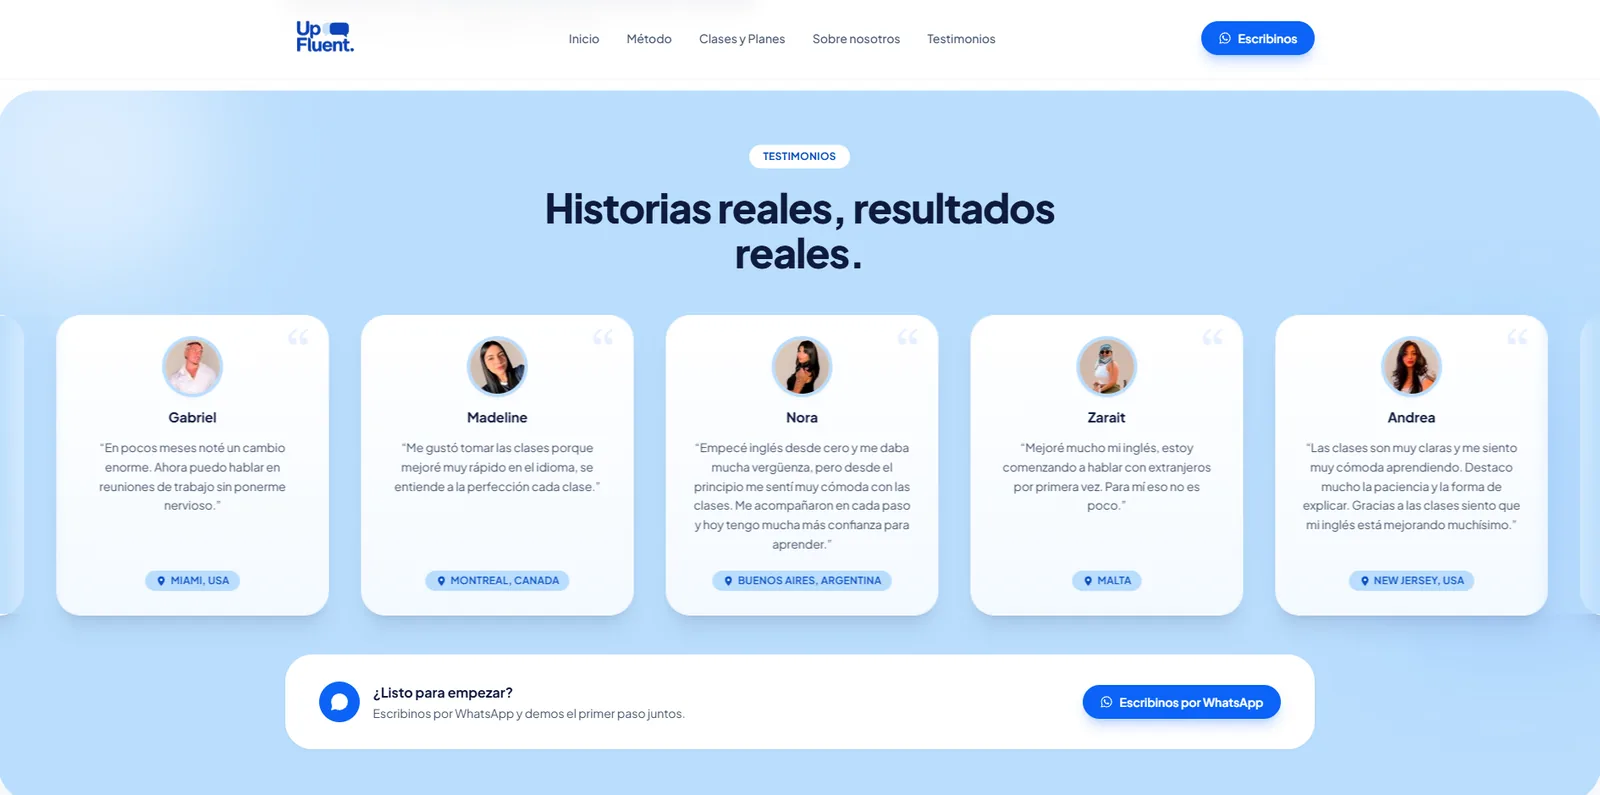 Up
Fluent.
Inicio
Método
Clases y Planes
Sobre nosotros
Testimonios
Escribinos
TESTIMONIOS
Historias reales, resultados
reales.
“
Gabriel
“En pocos meses noté un cambio
enorme. Ahora puedo hablar en
reuniones de trabajo sin ponerme
nervioso.”
MIAMI, USA
“
Madeline
“Me gustó tomar las clases porque
mejoré muy rápido en el idioma, se
entiende a la perfección cada clase.”
MONTREAL, CANADA
“
Nora
“Empecé inglés desde cero y me daba
mucha vergüenza, pero desde el
principio me sentí muy cómoda con las
clases. Me acompañaron en cada paso
y hoy tengo mucha más confianza para
aprender.”
BUENOS AIRES, ARGENTINA
“
Zarait
“Mejoré mucho mi inglés, estoy
comenzando a hablar con extranjeros
por primera vez. Para mí eso no es
poco.”
MALTA
“
Andrea
“Las clases son muy claras y me siento
muy cómoda aprendiendo. Destaco
mucho la paciencia y la forma de
explicar. Gracias a las clases siento que
mi inglés está mejorando muchísimo.”
NEW JERSEY, USA
¿Listo para empezar?
Escribinos por WhatsApp y demos el primer paso juntos.
Escribinos por WhatsApp